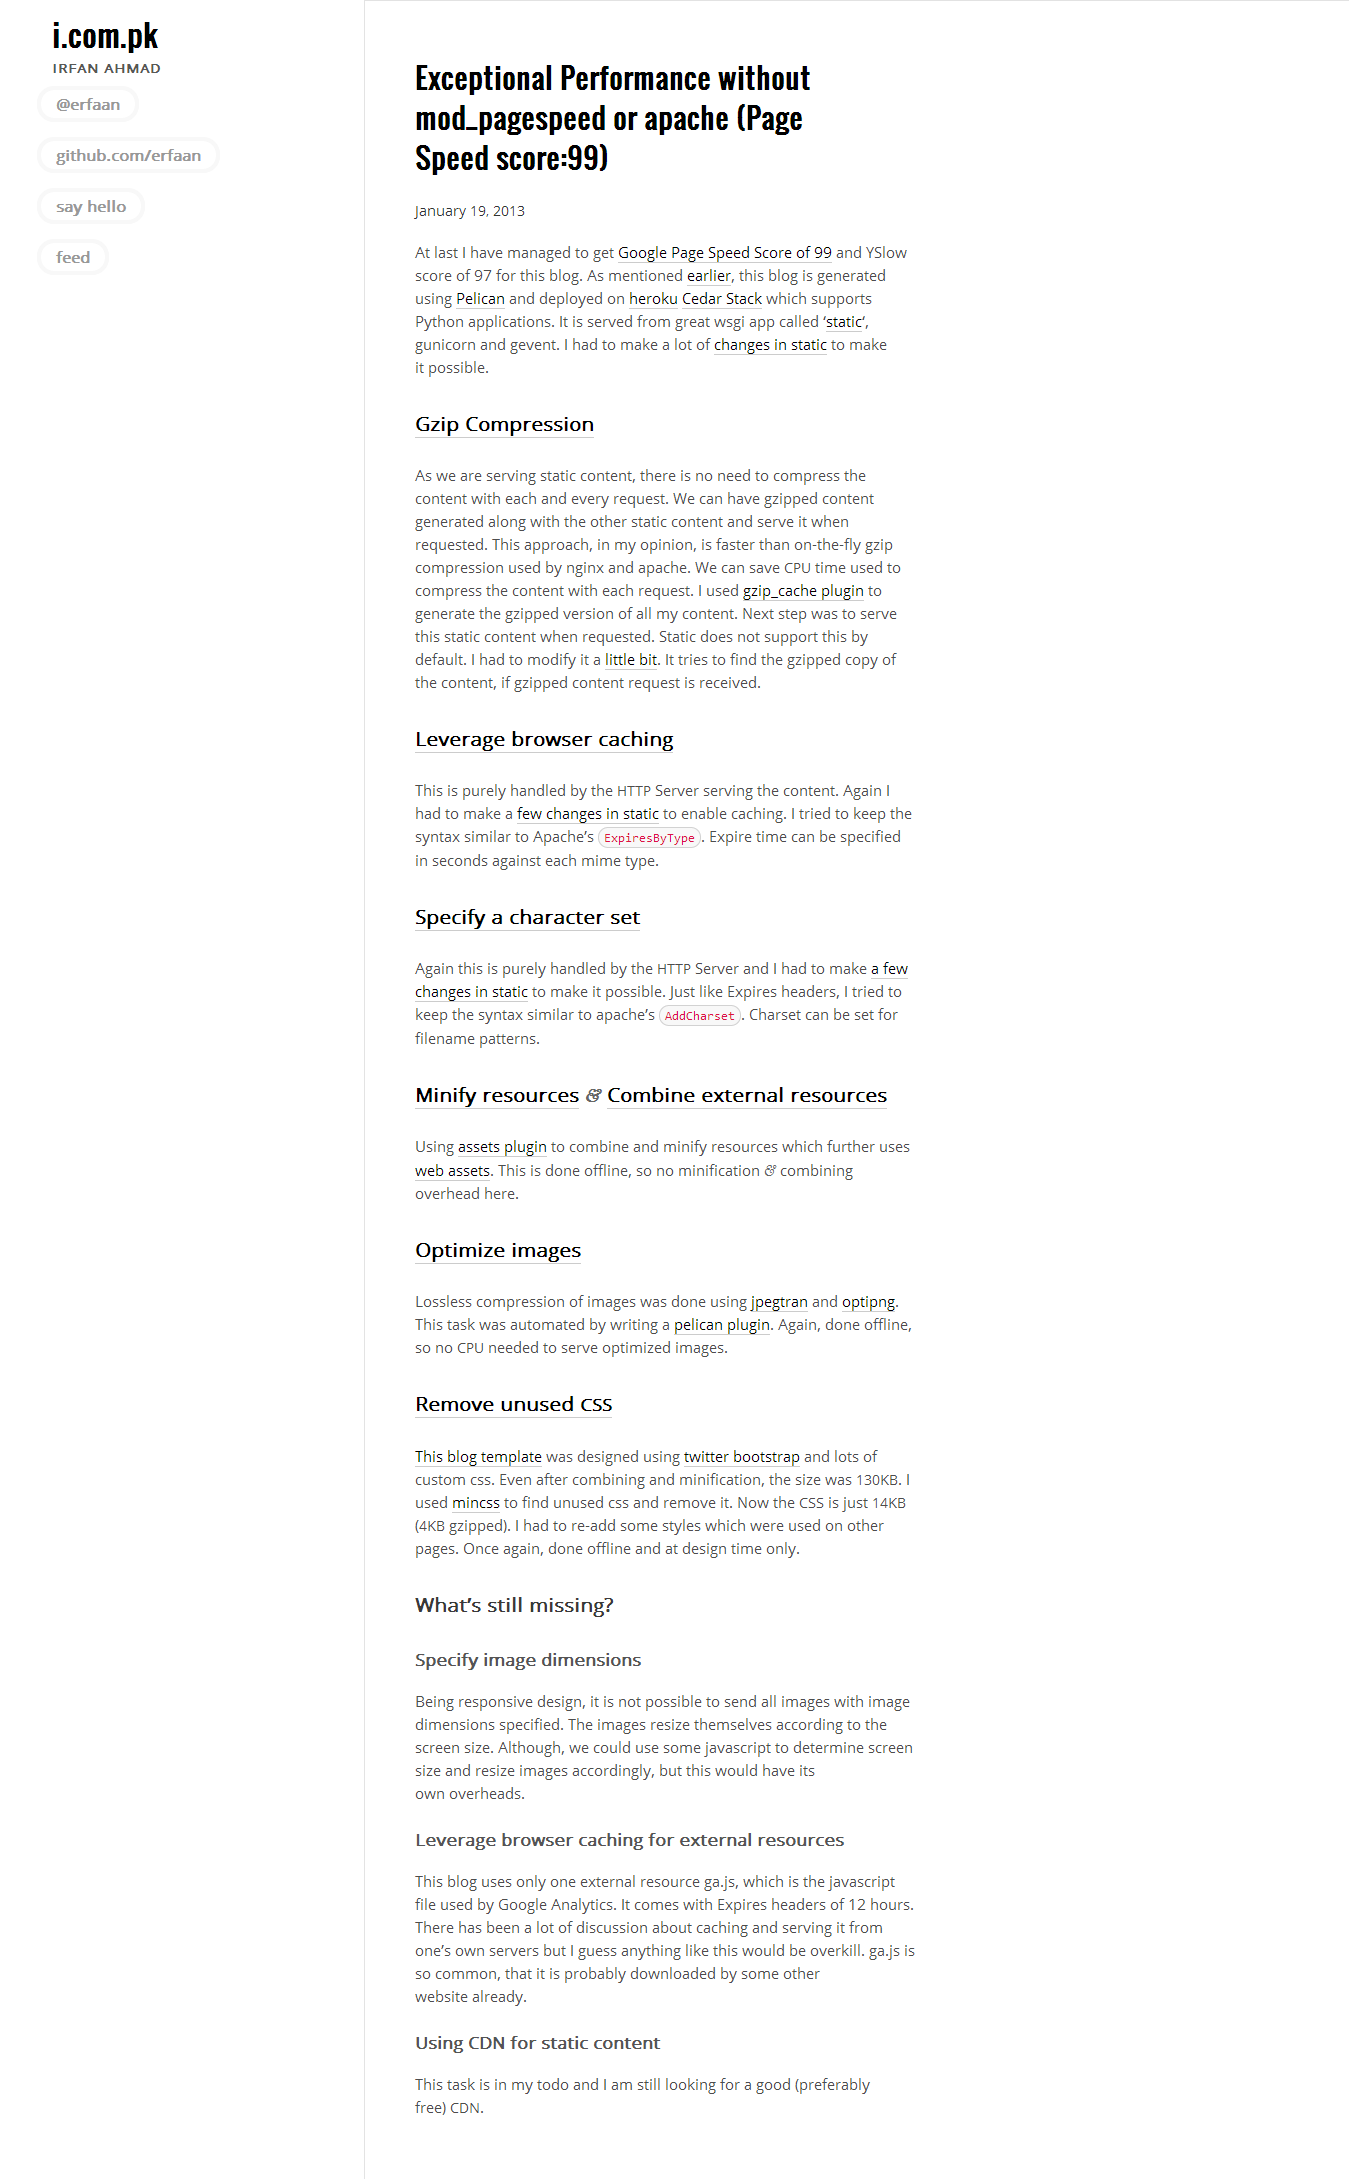 i.com.pk
IRFAN AHMAD
@erfaan
github.com/erfaan
say hello
feed
Exceptional Performance without
mod_pagespeed or apache (Page
Speed score:99)
January 19, 2013
At last I have managed to get Google Page Speed Score of 99 and YSlow
score of 97 for this blog. As mentioned earlier, this blog is generated
using Pelican and deployed on heroku Cedar Stack which supports
Python applications. It is served from great wsgi app called ‘static‘,
gunicorn and gevent. I had to make a lot of changes in static to make
it possible.
Gzip Compression
As we are serving static content, there is no need to compress the
content with each and every request. We can have gzipped content
generated along with the other static content and serve it when
requested. This approach, in my opinion, is faster than on-the-fly gzip
compression used by nginx and apache. We can save CPU time used to
compress the content with each request. I used gzip_cache plugin to
generate the gzipped version of all my content. Next step was to serve
this static content when requested. Static does not support this by
default. I had to modify it a little bit. It tries to find the gzipped copy of
the content, if gzipped content request is received.
Leverage browser caching
This is purely handled by the HTTP Server serving the content. Again I
had to make a few changes in static to enable caching. I tried to keep the
syntax similar to Apache’s ExpiresByType. Expire time can be specified
in seconds against each mime type.
Specify a character set
Again this is purely handled by the HTTP Server and I had to make a few
changes in static to make it possible. Just like Expires headers, I tried to
keep the syntax similar to apache’s AddCharset. Charset can be set for
filename patterns.
Minify resources & Combine external resources
Using assets plugin to combine and minify resources which further uses
web assets. This is done offline, so no minification & combining
overhead here.
Optimize images
Lossless compression of images was done using jpegtran and optipng.
This task was automated by writing a pelican plugin. Again, done offline,
so no CPU needed to serve optimized images.
Remove unused CSS
This blog template was designed using twitter bootstrap and lots of
custom css. Even after combining and minification, the size was 130KB. I
used mincss to find unused css and remove it. Now the CSS is just 14KB
(4KB gzipped). I had to re-add some styles which were used on other
pages. Once again, done offline and at design time only.
What’s still missing?
Specify image dimensions
Being responsive design, it is not possible to send all images with image
dimensions specified. The images resize themselves according to the
screen size. Although, we could use some javascript to determine screen
size and resize images accordingly, but this would have its
own overheads.
Leverage browser caching for external resources
This blog uses only one external resource ga.js, which is the javascript
file used by Google Analytics. It comes with Expires headers of 12 hours.
There has been a lot of discussion about caching and serving it from
one’s own servers but I guess anything like this would be overkill. ga.js is
so common, that it is probably downloaded by some other
website already.
Using CDN for static content
This task is in my todo and I am still looking for a good (preferably
free) CDN.